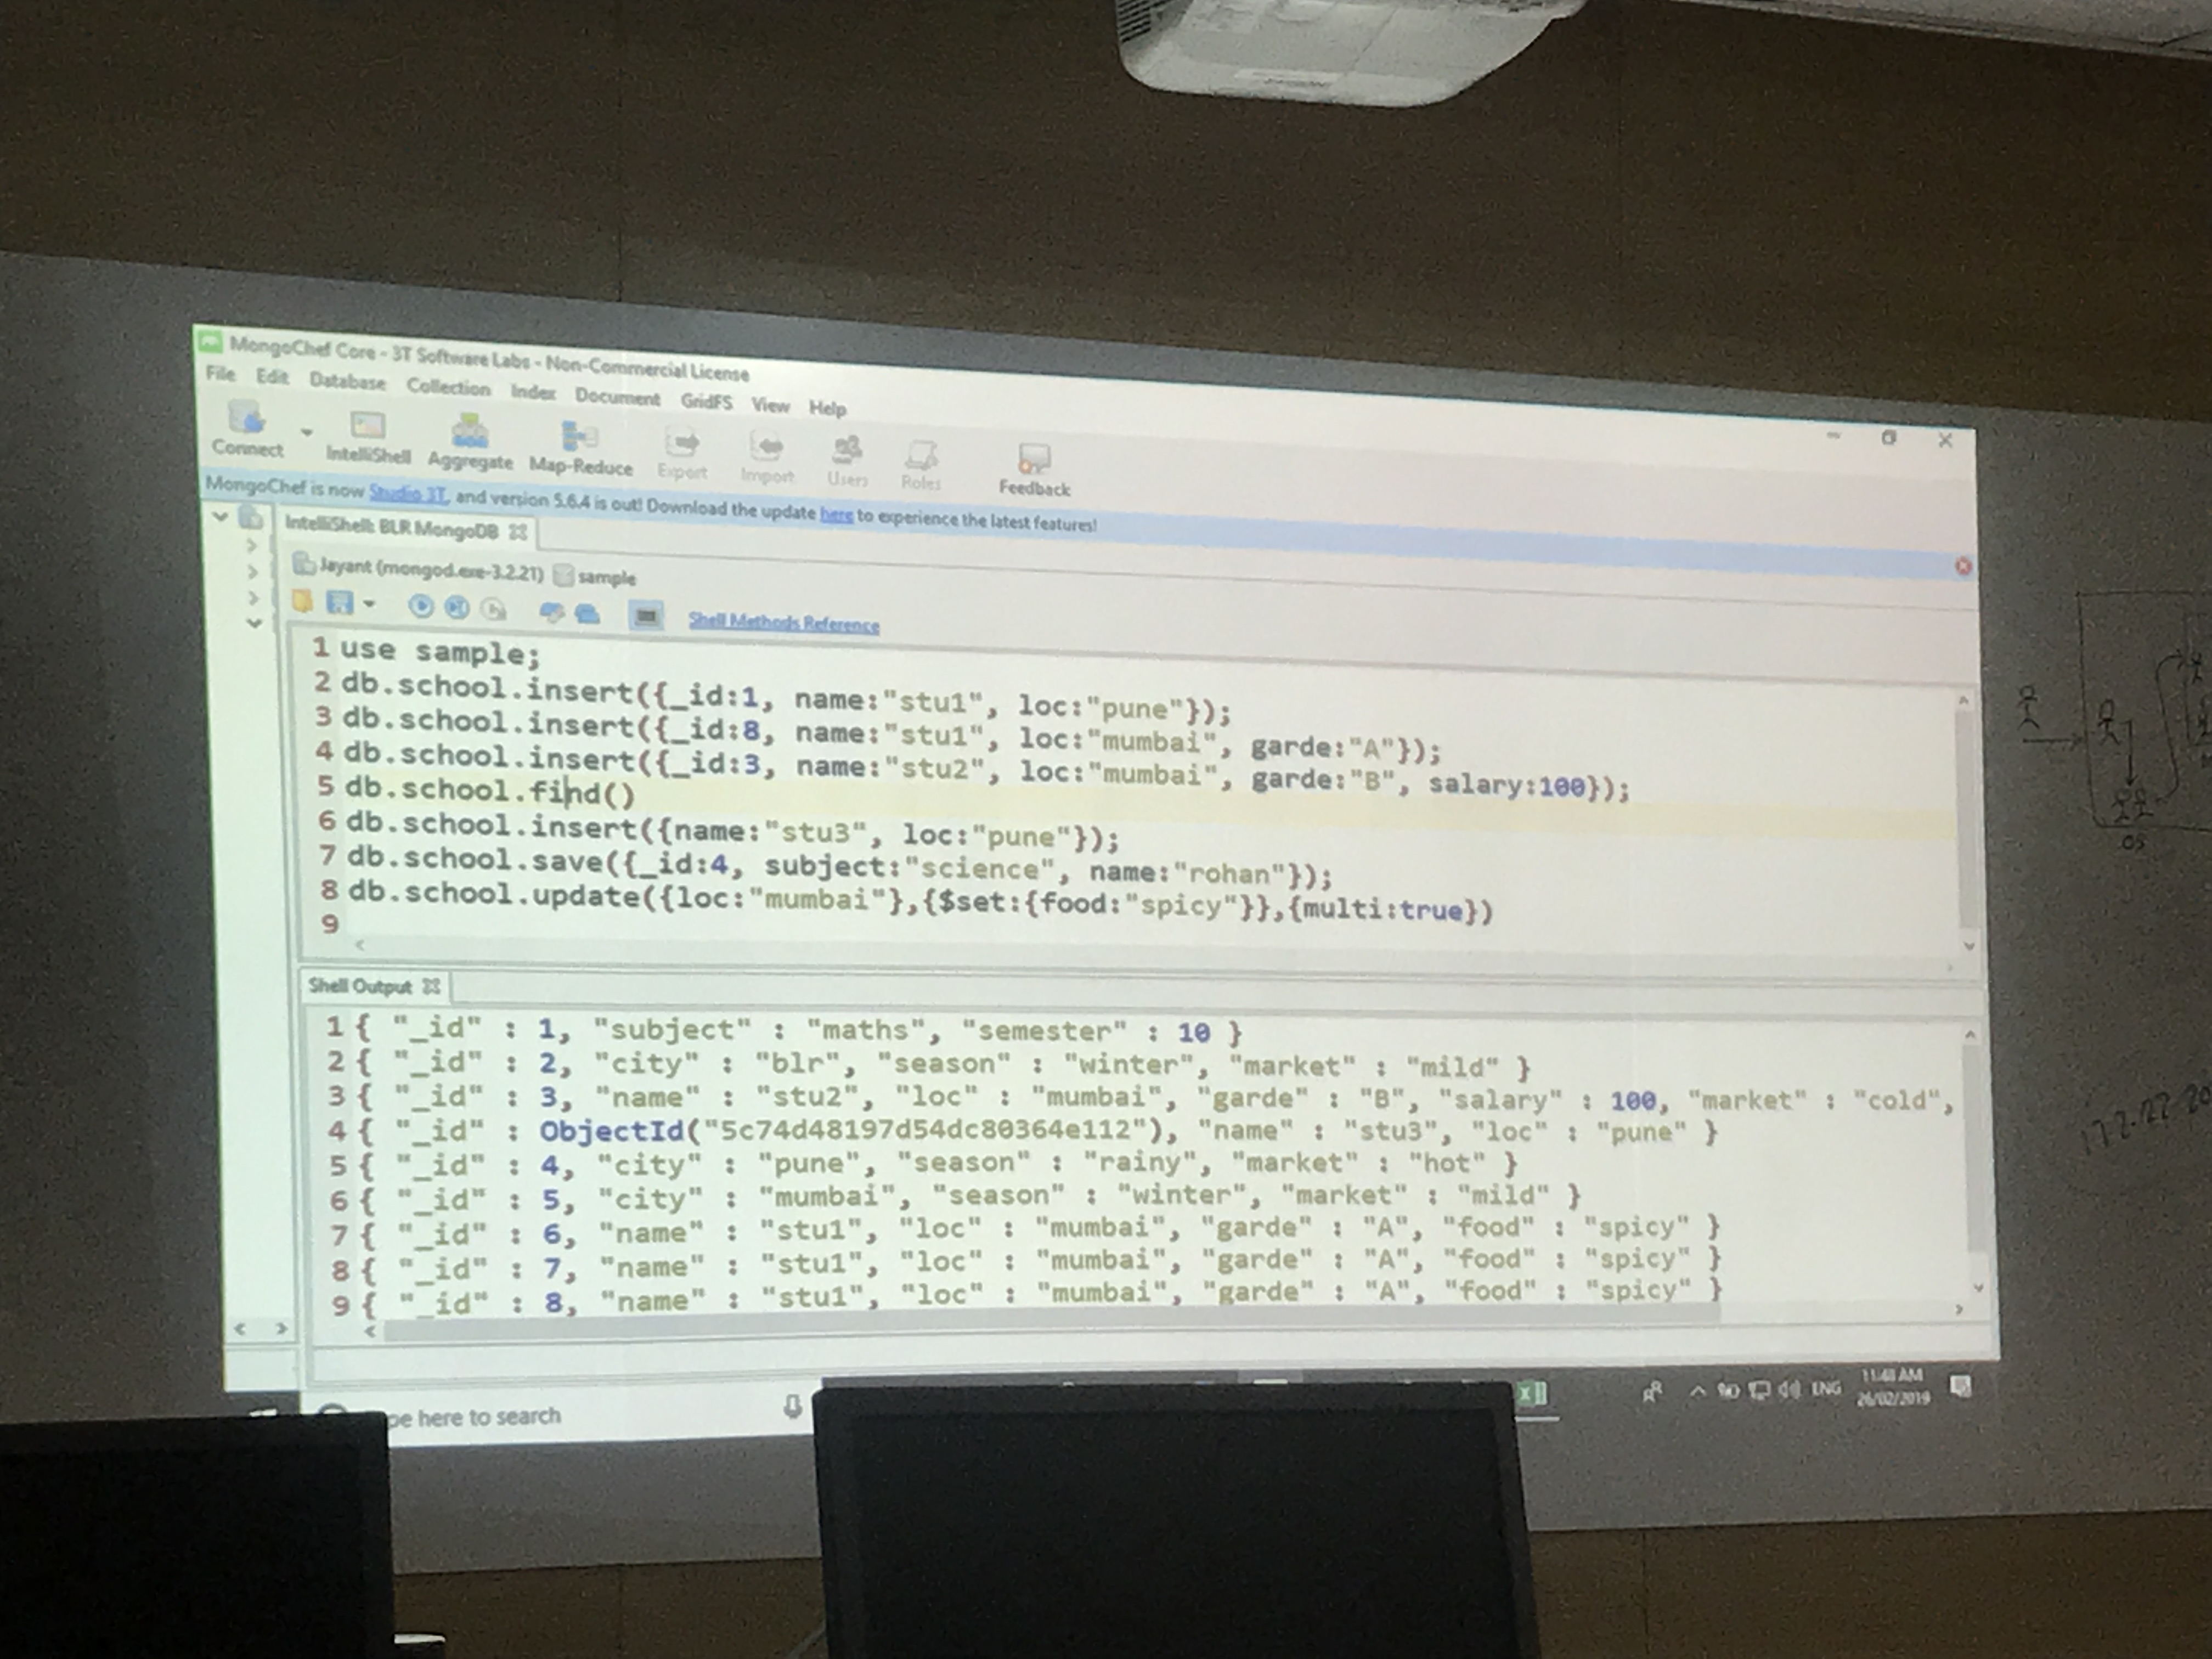 MongoChef Core - 3T Software Labs - Non-Commercial License
File Edit Database Collection Index Document GridFS View Help
Connect IntelliShell Aggregate Map-Reduce Export Import Users Roles Feedback
MongoChef is now Studio 3T, and version 5.6.4 is out! Download the update here to experience the latest features!
IntelliShell: BLR MongoDB
Jayant (mongod.exe-3.2.21) sample
Shell Methods Reference
1 use sample;
2 db.school.insert({_id:1, name:"stu1", loc:"pune"});
3 db.school.insert({_id:8, name:"stu1", loc:"mumbai", garde:"A"});
4 db.school.insert({_id:3, name:"stu2", loc:"mumbai", garde:"B", salary:100});
5 db.school.find()
6 db.school.insert({name:"stu3", loc:"pune"});
7 db.school.save({_id:4, subject:"science", name:"rohan"});
8 db.school.update({loc:"mumbai"},{$set:{food:"spicy"}},{multi:true})
9
Shell Output
1 { "_id" : 1, "subject" : "maths", "semester" : 10 }
2 { "_id" : 2, "city" : "blr", "season" : "winter", "market" : "mild" }
3 { "_id" : 3, "name" : "stu2", "loc" : "mumbai", "garde" : "B", "salary" : 100, "market" : "cold",
4 { "_id" : ObjectId("5c74d48197d54dc80364e112"), "name" : "stu3", "loc" : "pune" }
5 { "_id" : 4, "city" : "pune", "season" : "rainy", "market" : "hot" }
6 { "_id" : 5, "city" : "mumbai", "season" : "winter", "market" : "mild" }
7 { "_id" : 6, "name" : "stu1", "loc" : "mumbai", "garde" : "A", "food" : "spicy" }
8 { "_id" : 7, "name" : "stu1", "loc" : "mumbai", "garde" : "A", "food" : "spicy" }
9 { "_id" : 8, "name" : "stu1", "loc" : "mumbai", "garde" : "A", "food" : "spicy" }
pe here to search
ENG
11:48 AM
26/02/2019
OS